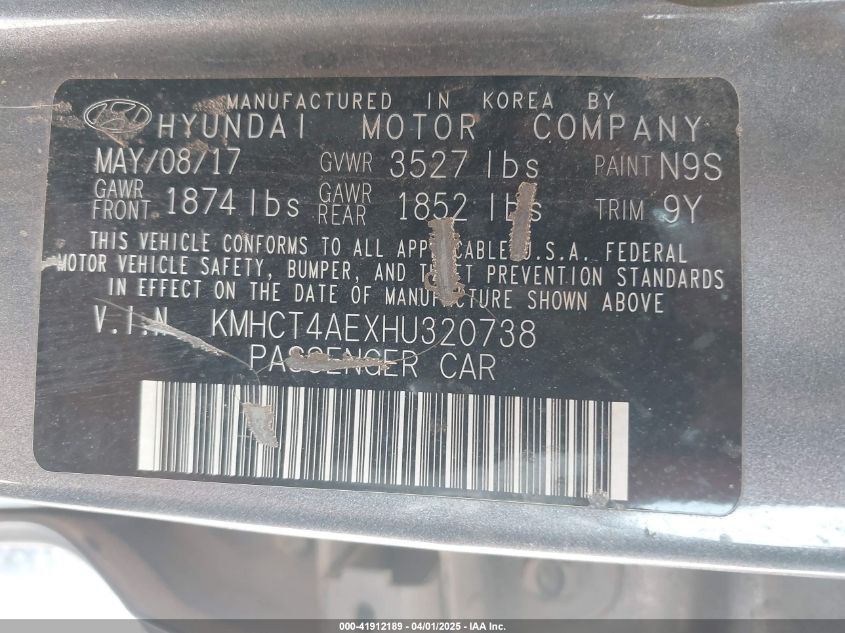 MANUFACTURED IN KOREA BY
HYUNDAI MOTOR COMPANY
MAY/08/17 GVWR 3527 lbs PAINT N9S
GAWR FRONT 1874 lbs GAWR REAR 1852 lbs TRIM 9Y
THIS VEHICLE CONFORMS TO ALL APPLICABLE U.S.A. FEDERAL
MOTOR VEHICLE SAFETY, BUMPER, AND THEFT PREVENTION STANDARDS
IN EFFECT ON THE DATE OF MANUFACTURE SHOWN ABOVE
V.I.N. KMHCT4AEXHU320738
PASSENGER CAR
000-41912189 - 04/01/2025 - IAA Inc.